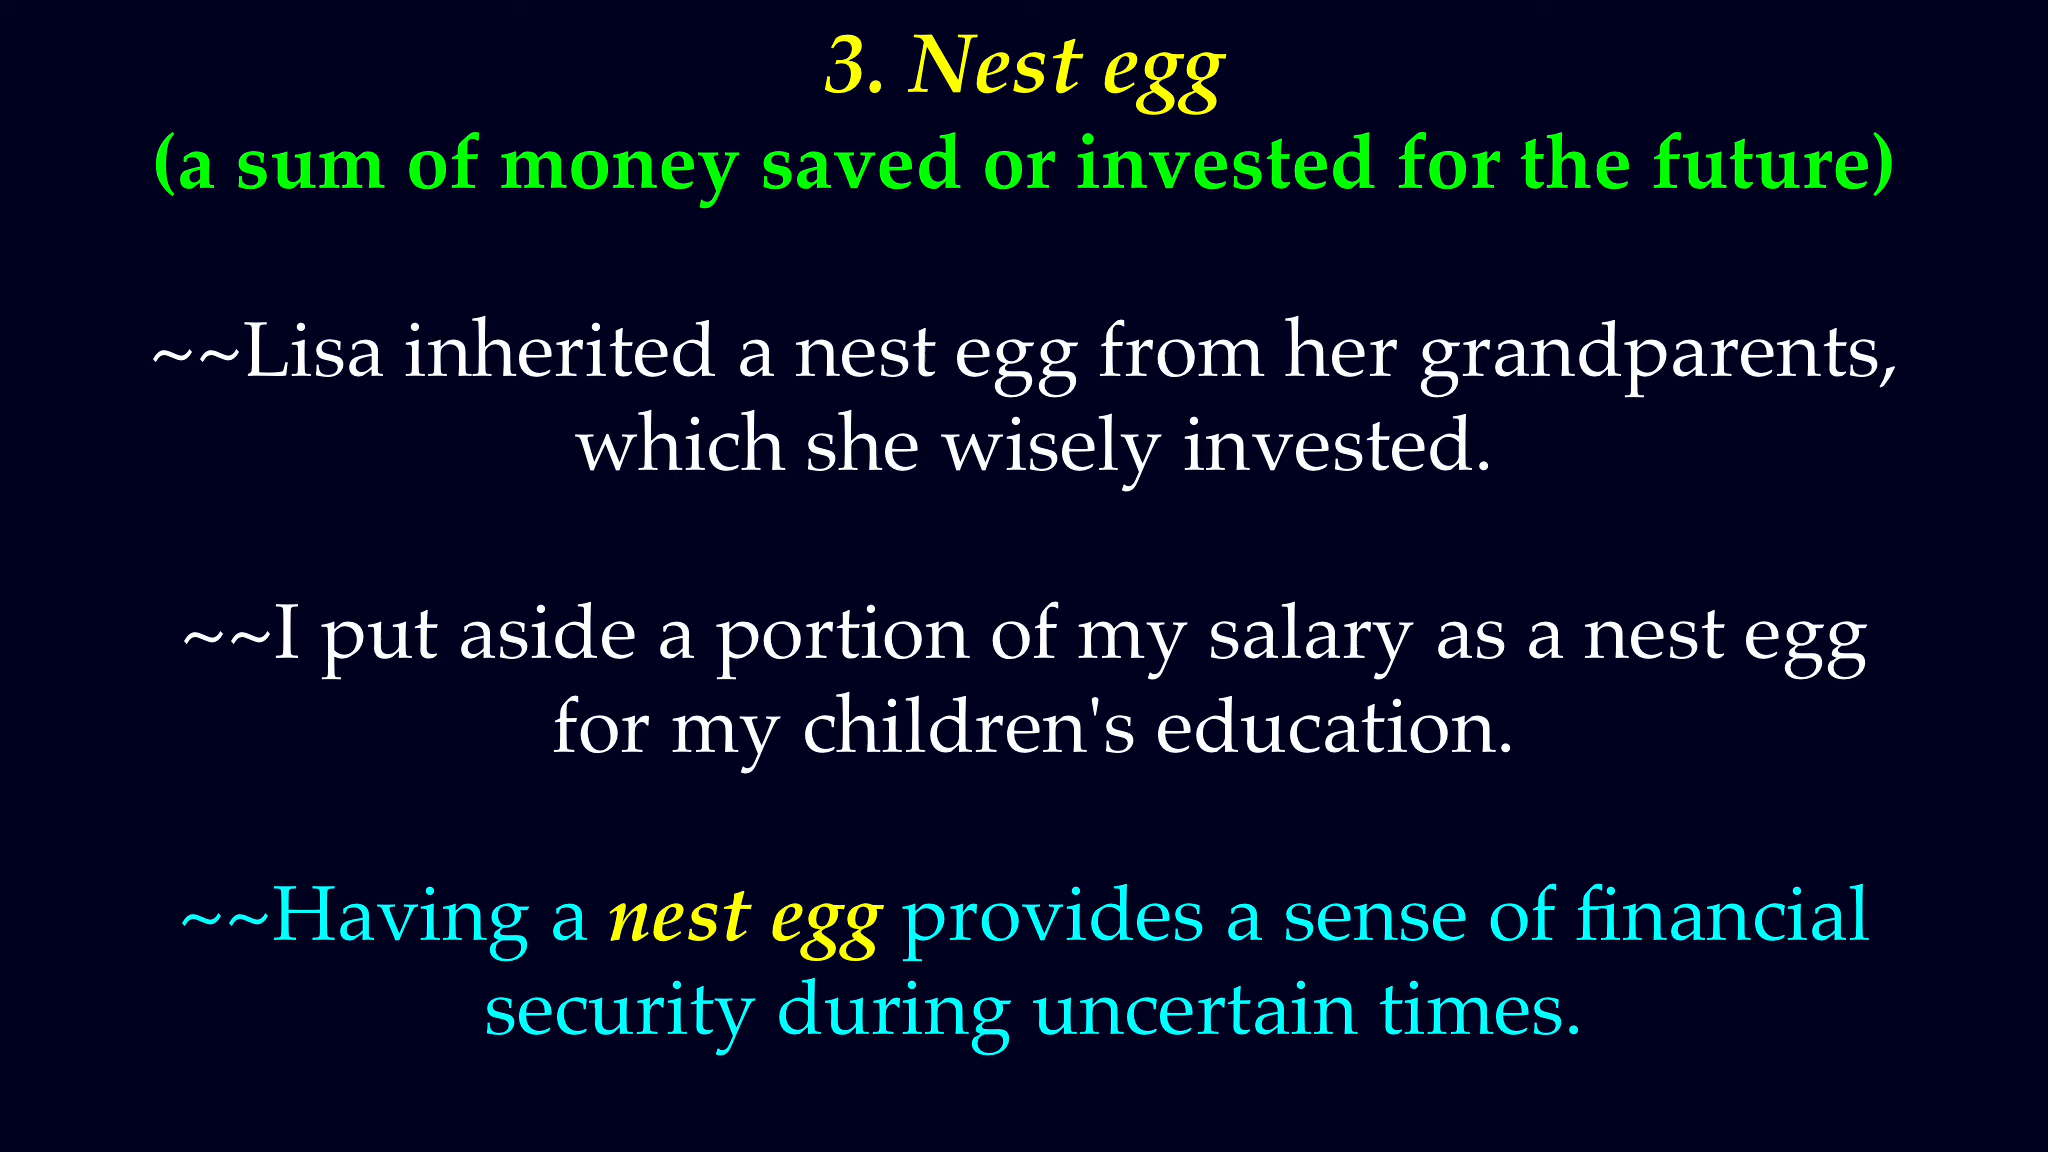 3. Nest egg
(a sum of money saved or invested for the future)
~~Lisa inherited a nest egg from her grandparents,
which she wisely invested.
~~I put aside a portion of my salary as a nest egg
for my children's education.
~~Having a nest egg provides a sense of financial
security during uncertain times.